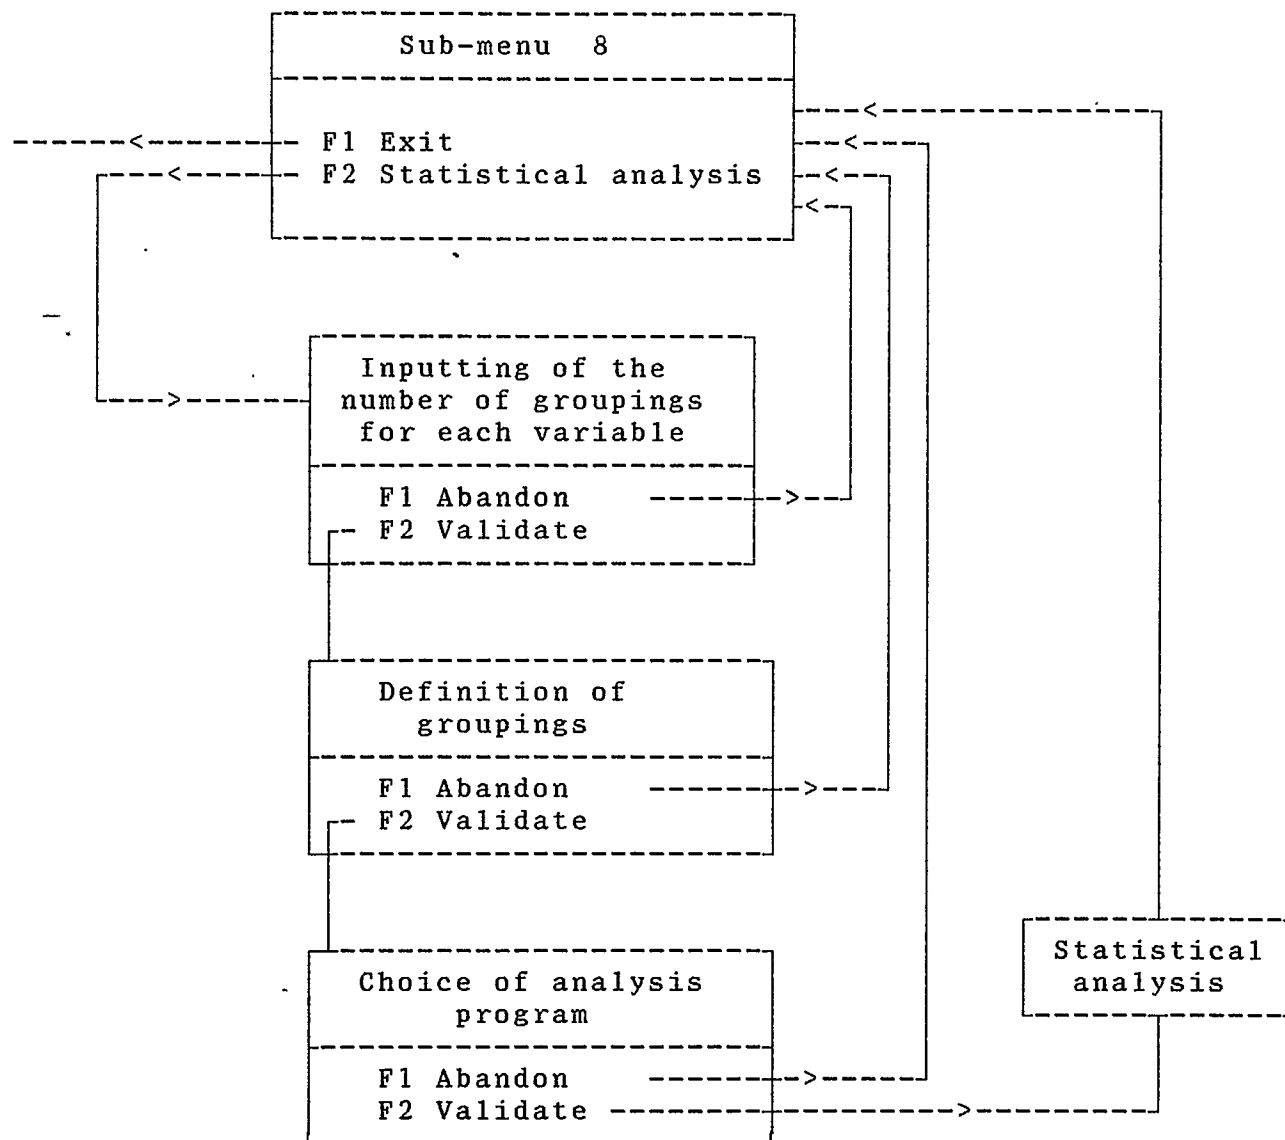 Sub-menu 8
F1 Exit
F2 Statistical analysis
Inputting of the
number of groupings
for each variable
F1 Abandon
F2 Validate
Definition of
groupings
F1 Abandon
F2 Validate
Choice of analysis
program
F1 Abandon
F2 Validate
Statistical
analysis